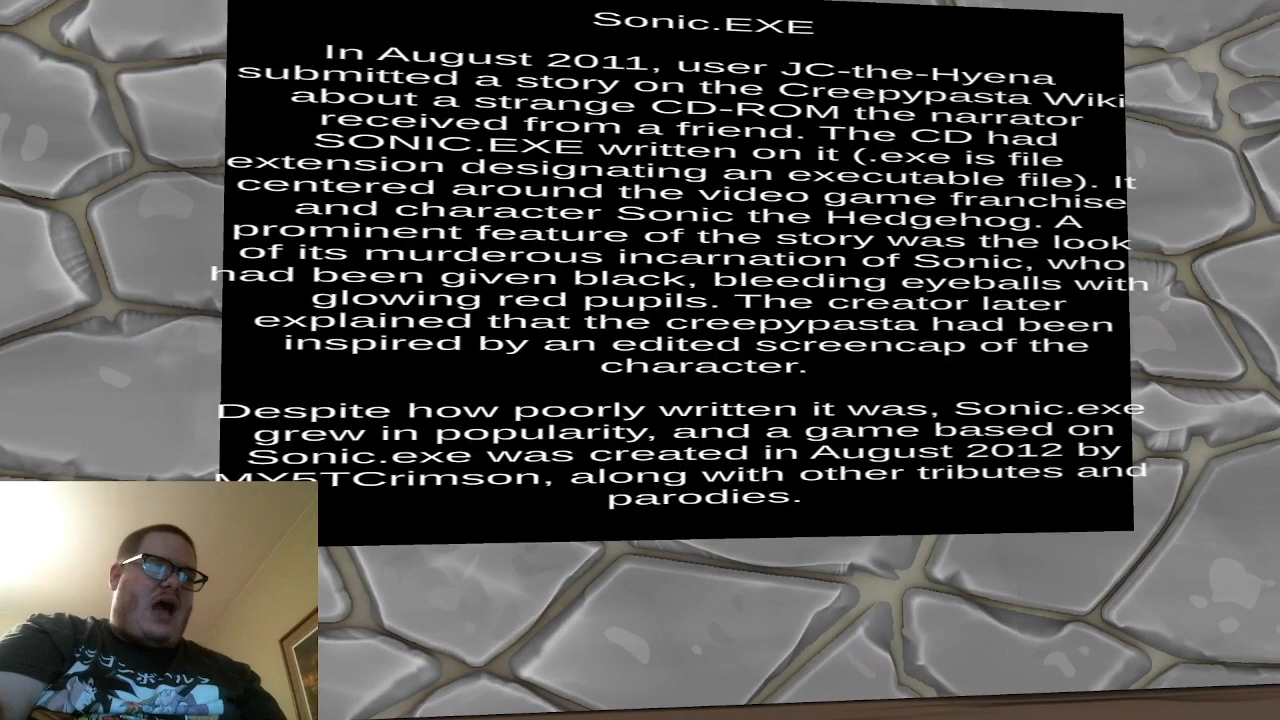 Sonic.EXE
In August 2011, user JC-the-Hyena
submitted a story on the Creepypasta Wiki
about a strange CD-ROM the narrator
received from a friend. The CD had
SONIC.EXE written on it (.exe is file
extension designating an executable file). It
centered around the video game franchise
and character Sonic the Hedgehog. A
prominent feature of the story was the look
of its murderous incarnation of Sonic, who
had been given black, bleeding eyeballs with
glowing red pupils. The creator later
explained that the creepypasta had been
inspired by an edited screencap of the
character.
Despite how poorly written it was, Sonic.exe
grew in popularity, and a game based on
Sonic.exe was created in August 2012 by
MY5TCrimson, along with other tributes and
parodies.